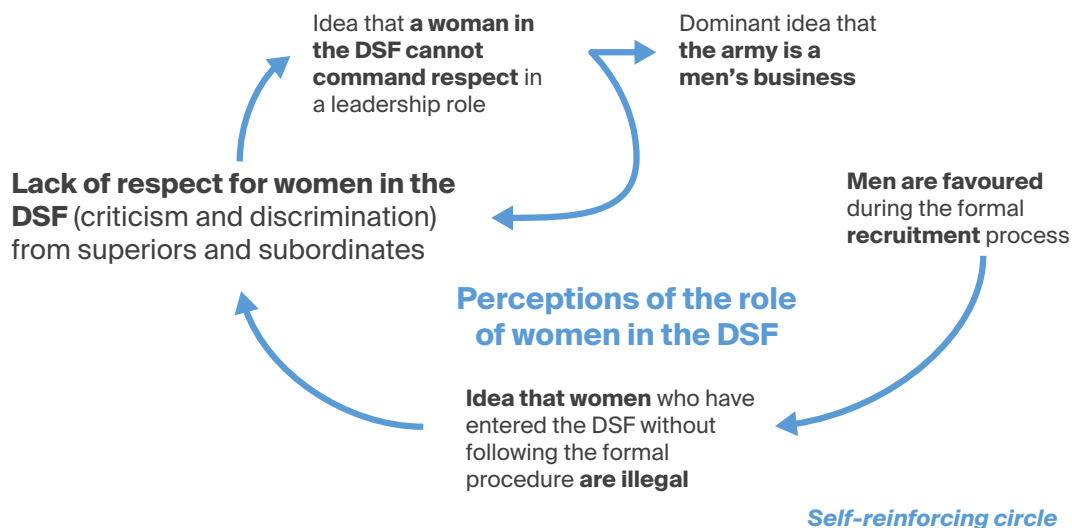 Idea that a woman in
the DSF cannot
command respect in
a leadership role
Dominant idea that
the army is a
men’s business
Lack of respect for women in the
DSF (criticism and discrimination)
from superiors and subordinates
Men are favoured
during the formal
recruitment process
Perceptions of the role
of women in the DSF
Idea that women who have
entered the DSF without
following the formal
procedure are illegal
Self-reinforcing circle